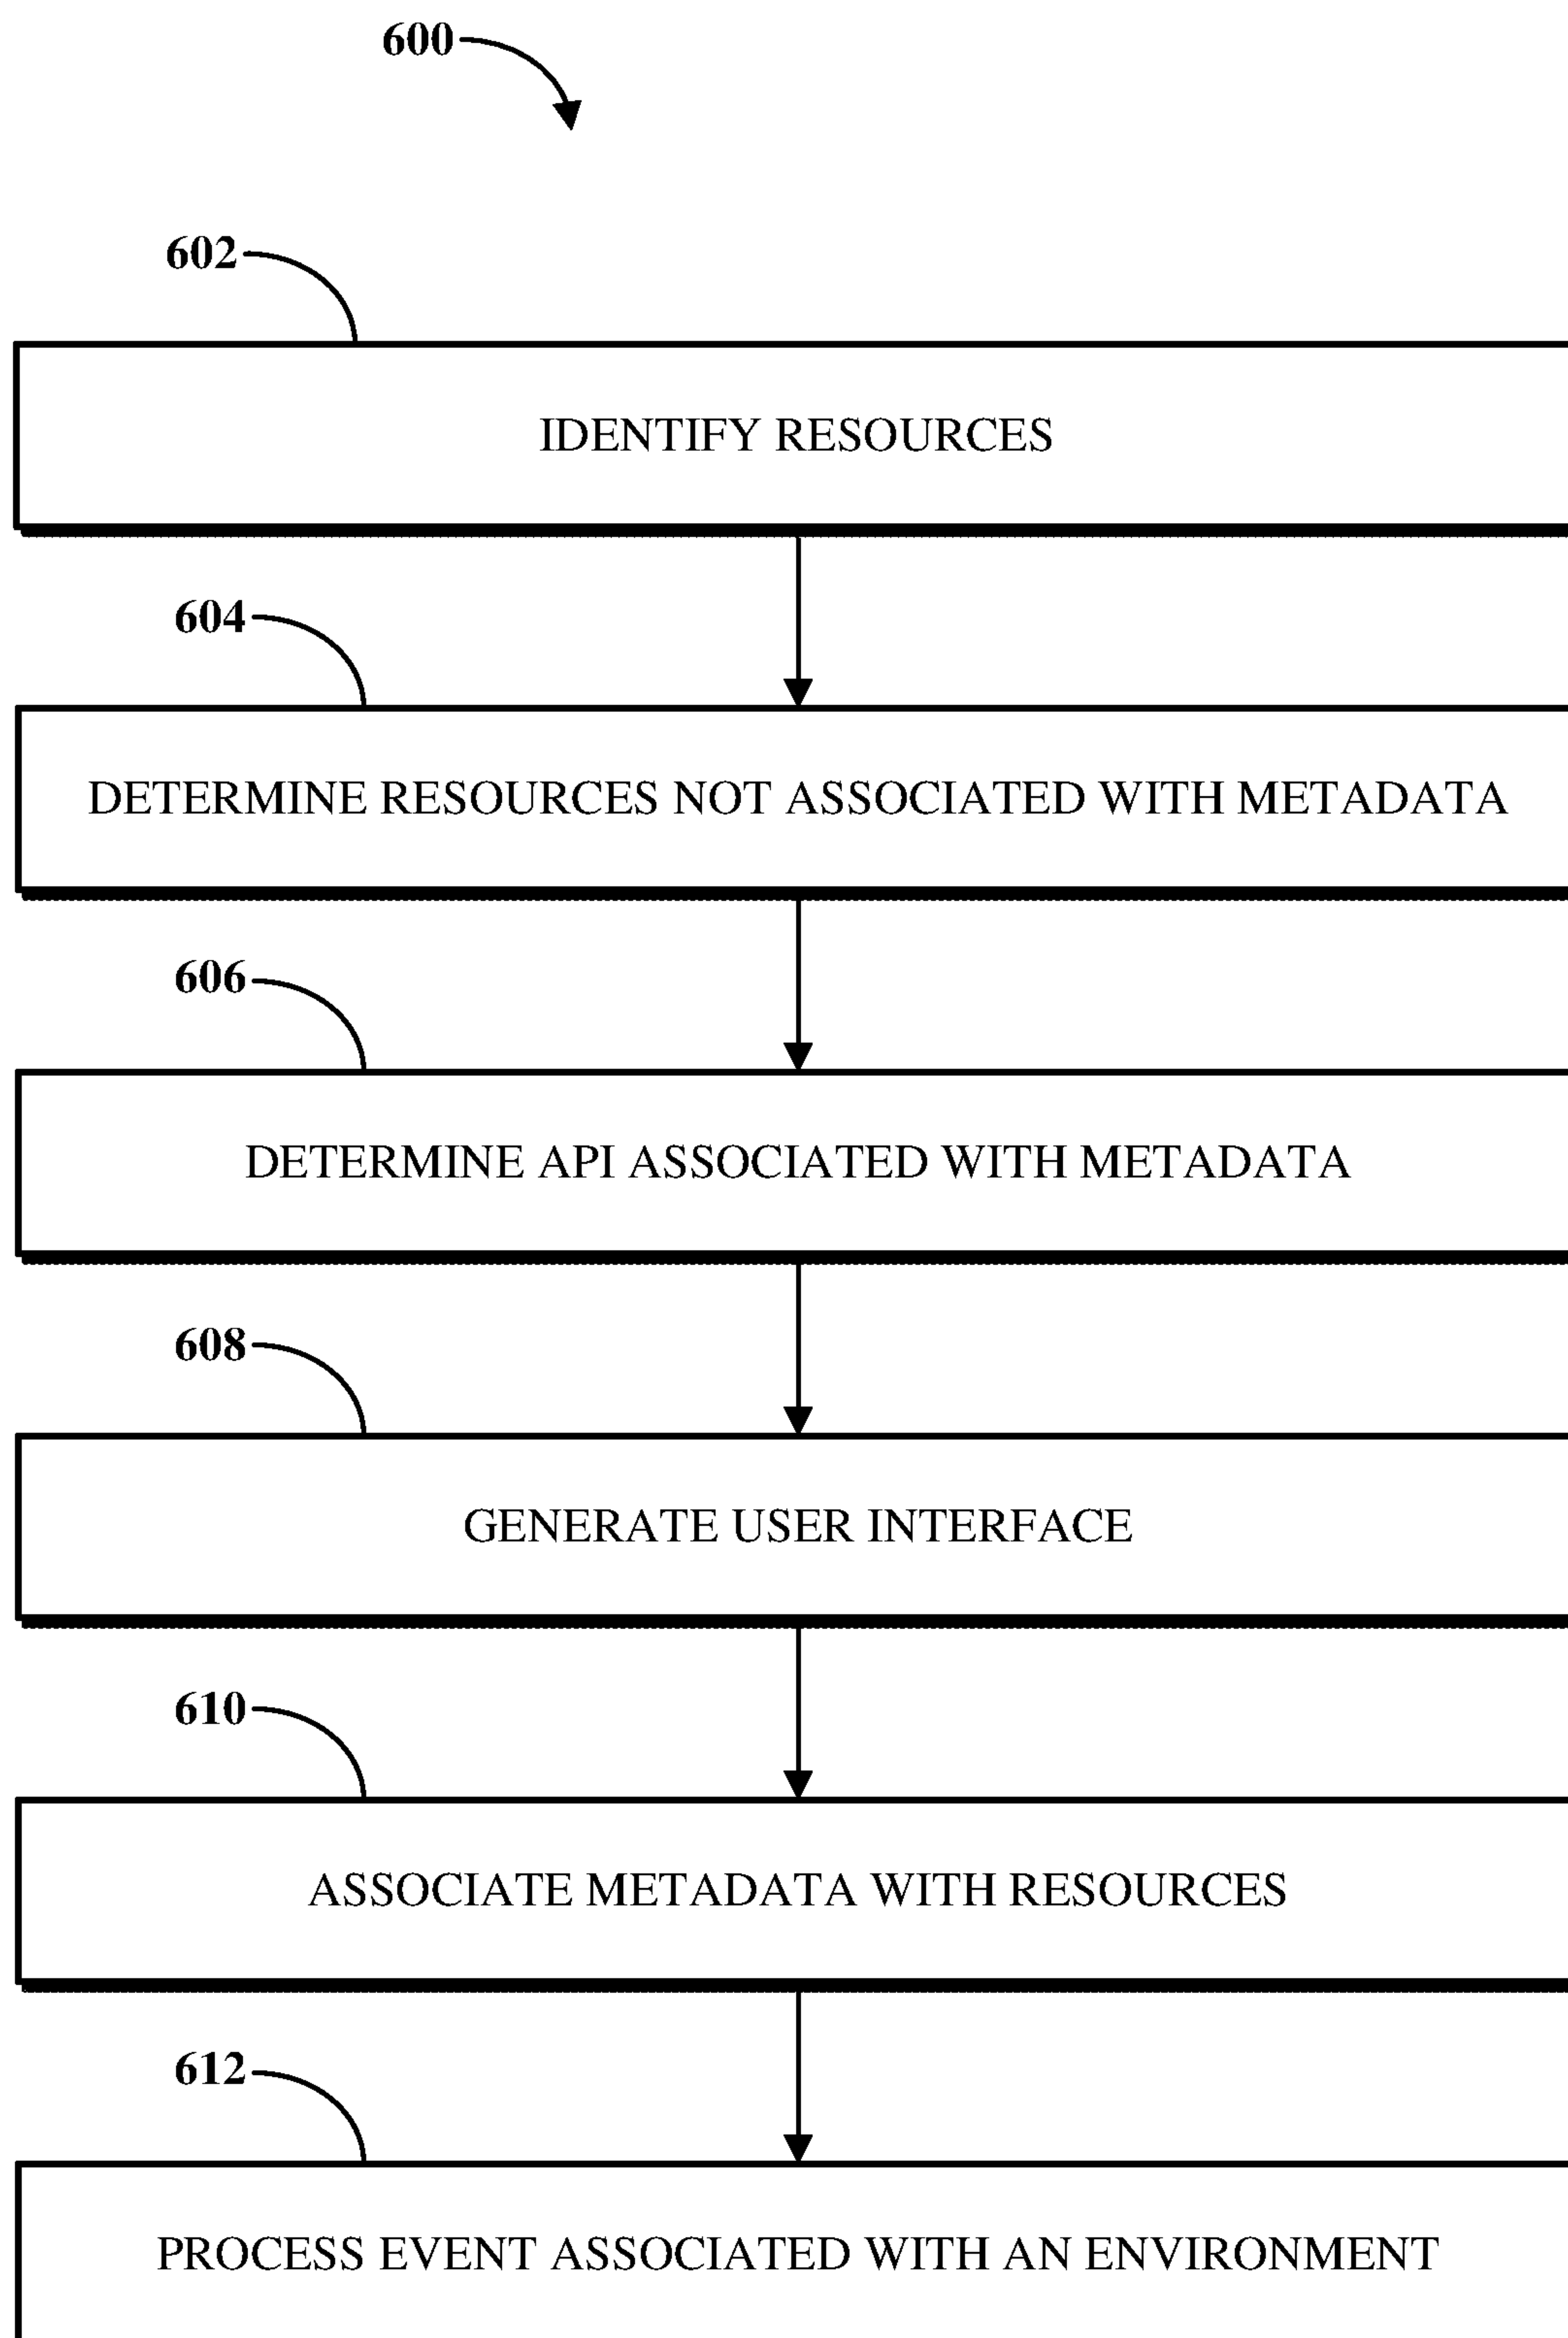 600
602
IDENTIFY RESOURCES
604
DETERMINE RESOURCES NOT ASSOCIATED WITH METADATA
606
DETERMINE API ASSOCIATED WITH METADATA
608
GENERATE USER INTERFACE
610
ASSOCIATE METADATA WITH RESOURCES
612
PROCESS EVENT ASSOCIATED WITH AN ENVIRONMENT